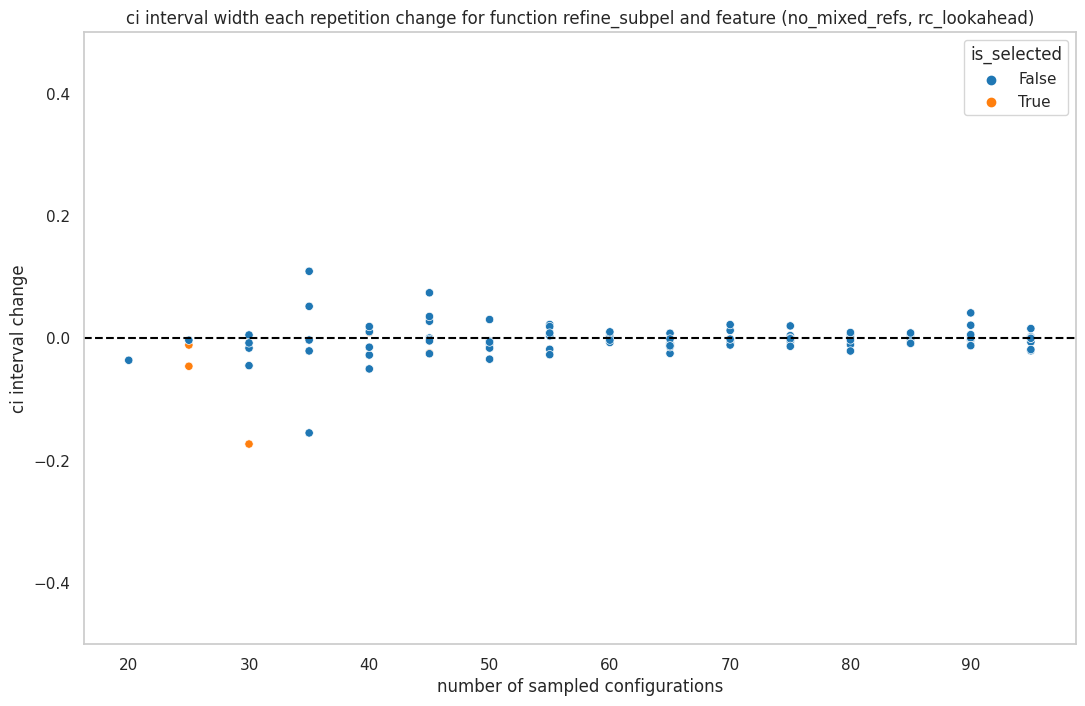 ci interval width each repetition change for function refine_subpel and feature (no_mixed_refs, rc_lookahead)
is_selected
False
True
0.4
0.2
0.0
−0.2
−0.4
ci interval change
20 30 40 50 60 70 80 90
number of sampled configurations